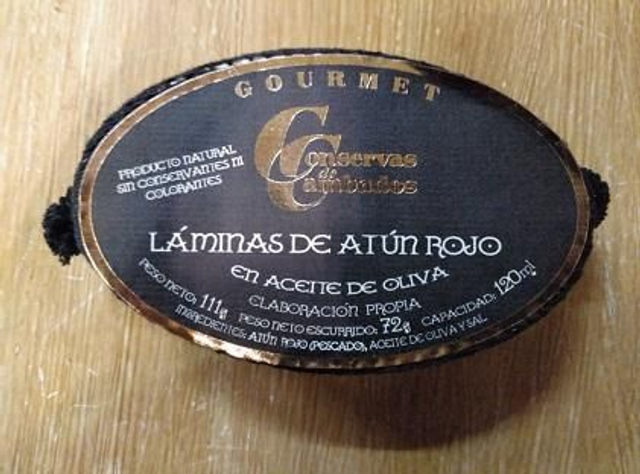 GOURMET
Conservas
de
Cambados
PRODUCTO NATURAL
SIN CONSERVANTES NI
COLORANTES
LÁMINAS DE ATÚN ROJO
EN ACEITE DE OLIVA
ELABORACIÓN PROPIA
PESO NETO: 111g PESO NETO ESCURRIDO: 72g CAPACIDAD: 120ml
INGREDIENTES: ATÚN ROJO (PESCADO), ACEITE DE OLIVA Y SAL